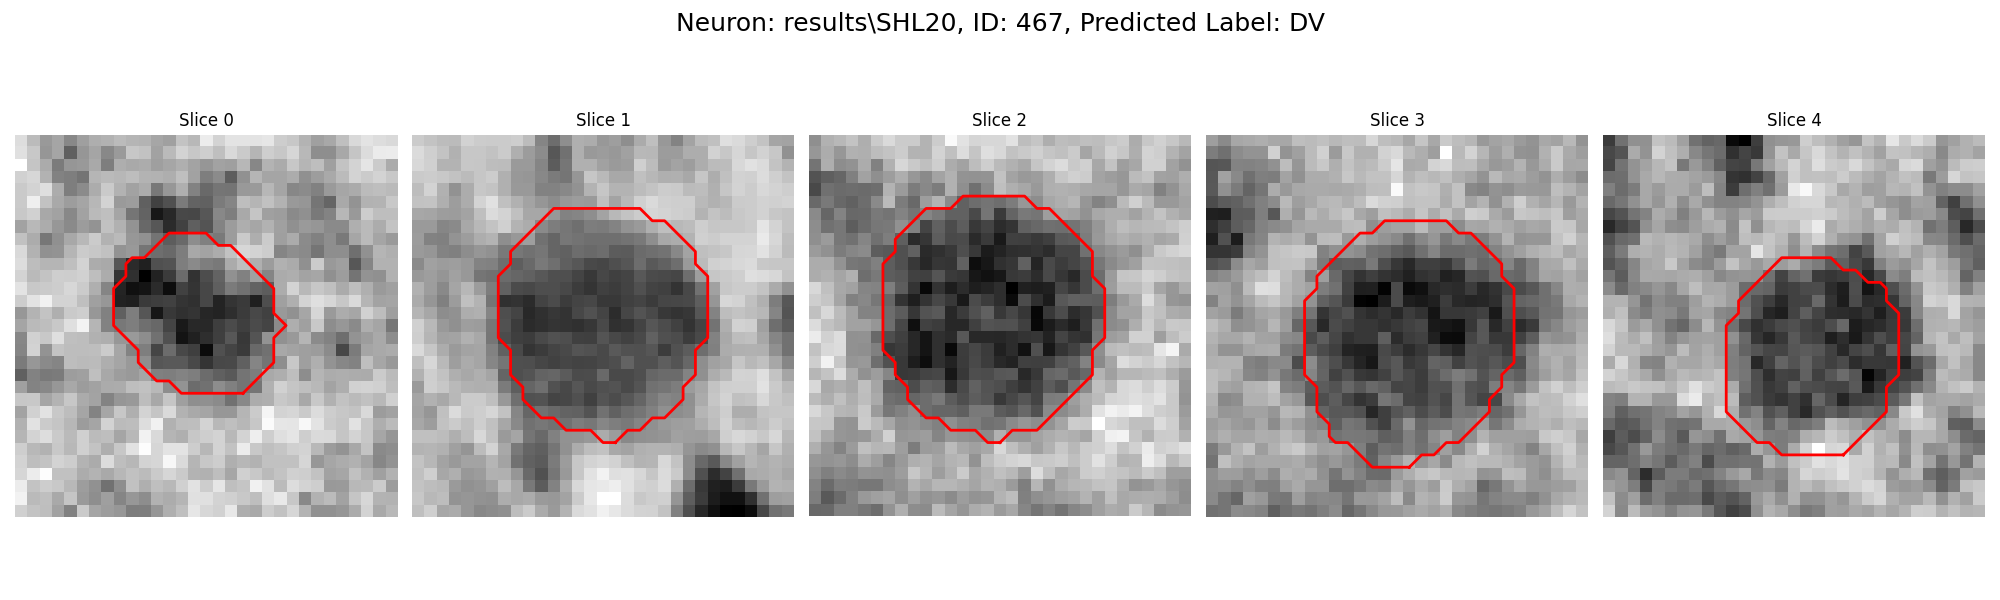 Neuron: results\SHL20, ID: 467, Predicted Label: DV
Slice 0
Slice 1
Slice 2
Slice 3
Slice 4